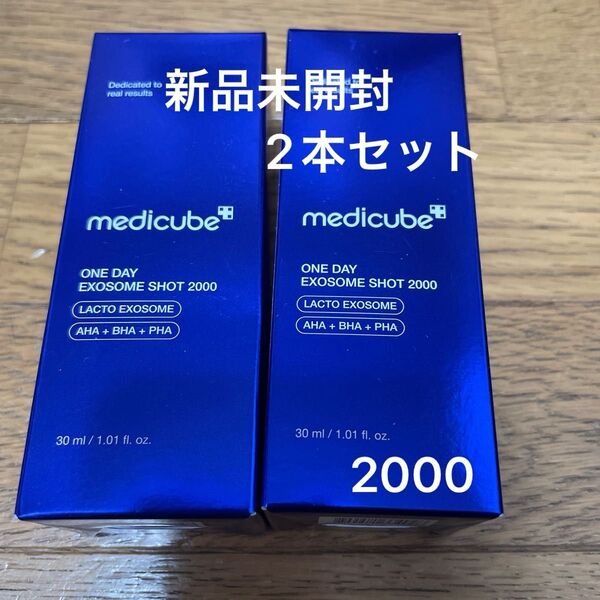 新品未開封
2本セット
Dedicated to
real results
medicube
ONE DAY
EXOSOME SHOT 2000
LACTO EXOSOME
AHA + BHA + PHA
30 ml / 1.01 fl. oz.
medicube
ONE DAY
EXOSOME SHOT 2000
LACTO EXOSOME
AHA + BHA + PHA
30 ml / 1.01 fl. oz.
2000